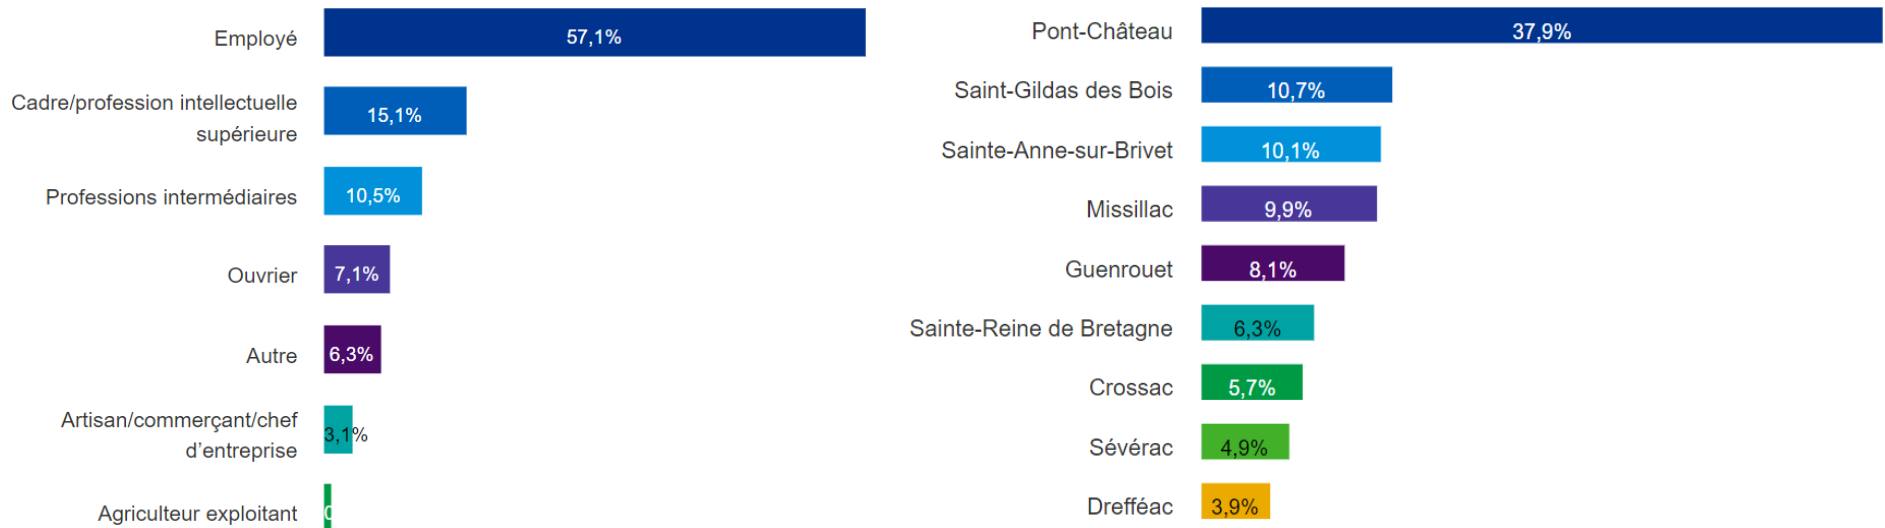 Employé
57,1%
Cadre/profession intellectuelle
supérieure
15,1%
Professions intermédiaires
10,5%
Ouvrier
7,1%
Autre
6,3%
Artisan/commerçant/chef
d’entreprise
3,1%
Agriculteur exploitant
Pont-Château
37,9%
Saint-Gildas des Bois
10,7%
Sainte-Anne-sur-Brivet
10,1%
Missillac
9,9%
Guenrouet
8,1%
Sainte-Reine de Bretagne
6,3%
Crossac
5,7%
Sévérac
4,9%
Drefféac
3,9%